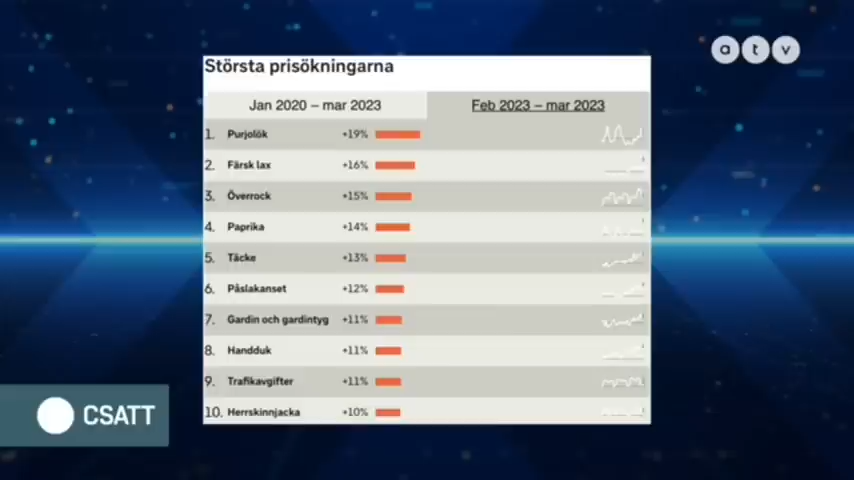 atv
Största prisökningarna
Jan 2020 – mar 2023 Feb 2023 – mar 2023
1. Purjolök +19%
2. Färsk lax +16%
3. Överrock +15%
4. Paprika +14%
5. Täcke +13%
6. Påslakanset +12%
7. Gardin och gardintyg +11%
8. Handduk +11%
9. Trafikavgifter +11%
10. Herrskinnjacka +10%
CSATT